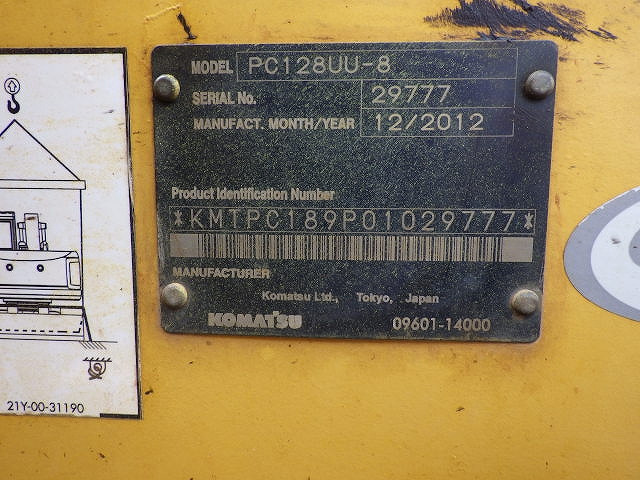 MODEL PC128UU-8
SERIAL No. 29777
MANUFACT. MONTH/YEAR 12/2012
Product Identification Number
*KMTPC189P01029777*
MANUFACTURER
Komatsu Ltd., Tokyo, Japan
KOMATSU 09601-14000
21Y-00-31190